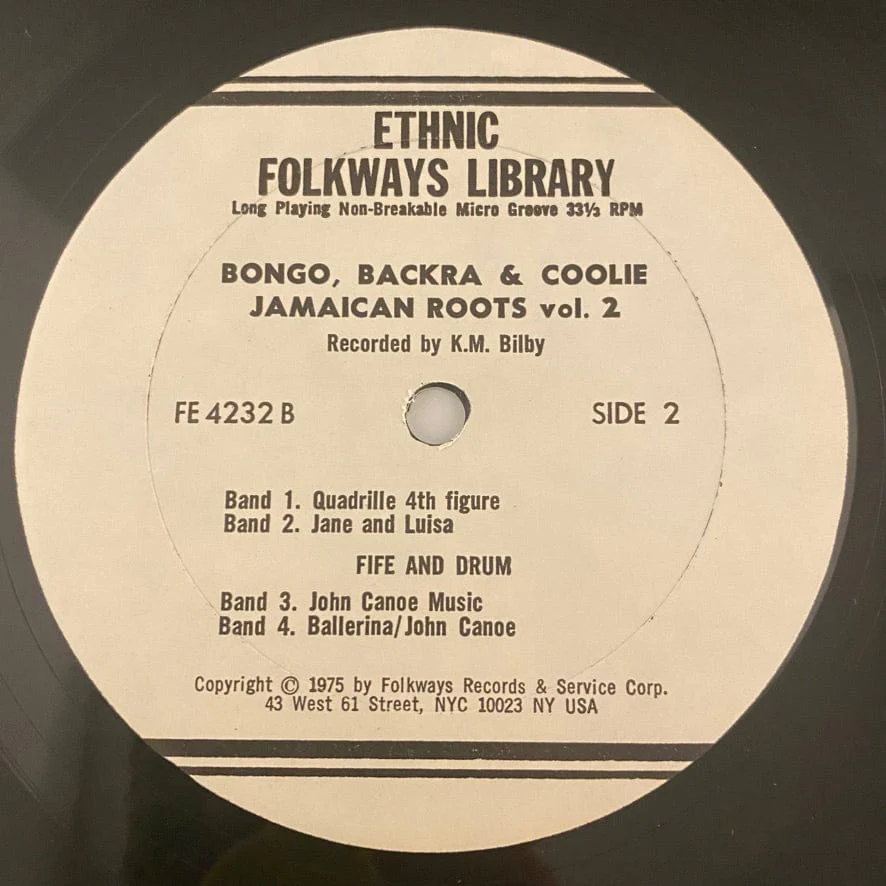 ETHNIC
FOLKWAYS LIBRARY
Long Playing Non-Breakable Micro Groove 33⅓ RPM
BONGO, BACKRA & COOLIE
JAMAICAN ROOTS vol. 2
Recorded by K.M. Bilby
FE 4232 B
SIDE 2
Band 1. Quadrille 4th figure
Band 2. Jane and Luisa
FIFE AND DRUM
Band 3. John Canoe Music
Band 4. Ballerina/John Canoe
Copyright © 1975 by Folkways Records & Service Corp.
43 West 61 Street, NYC 10023 NY USA